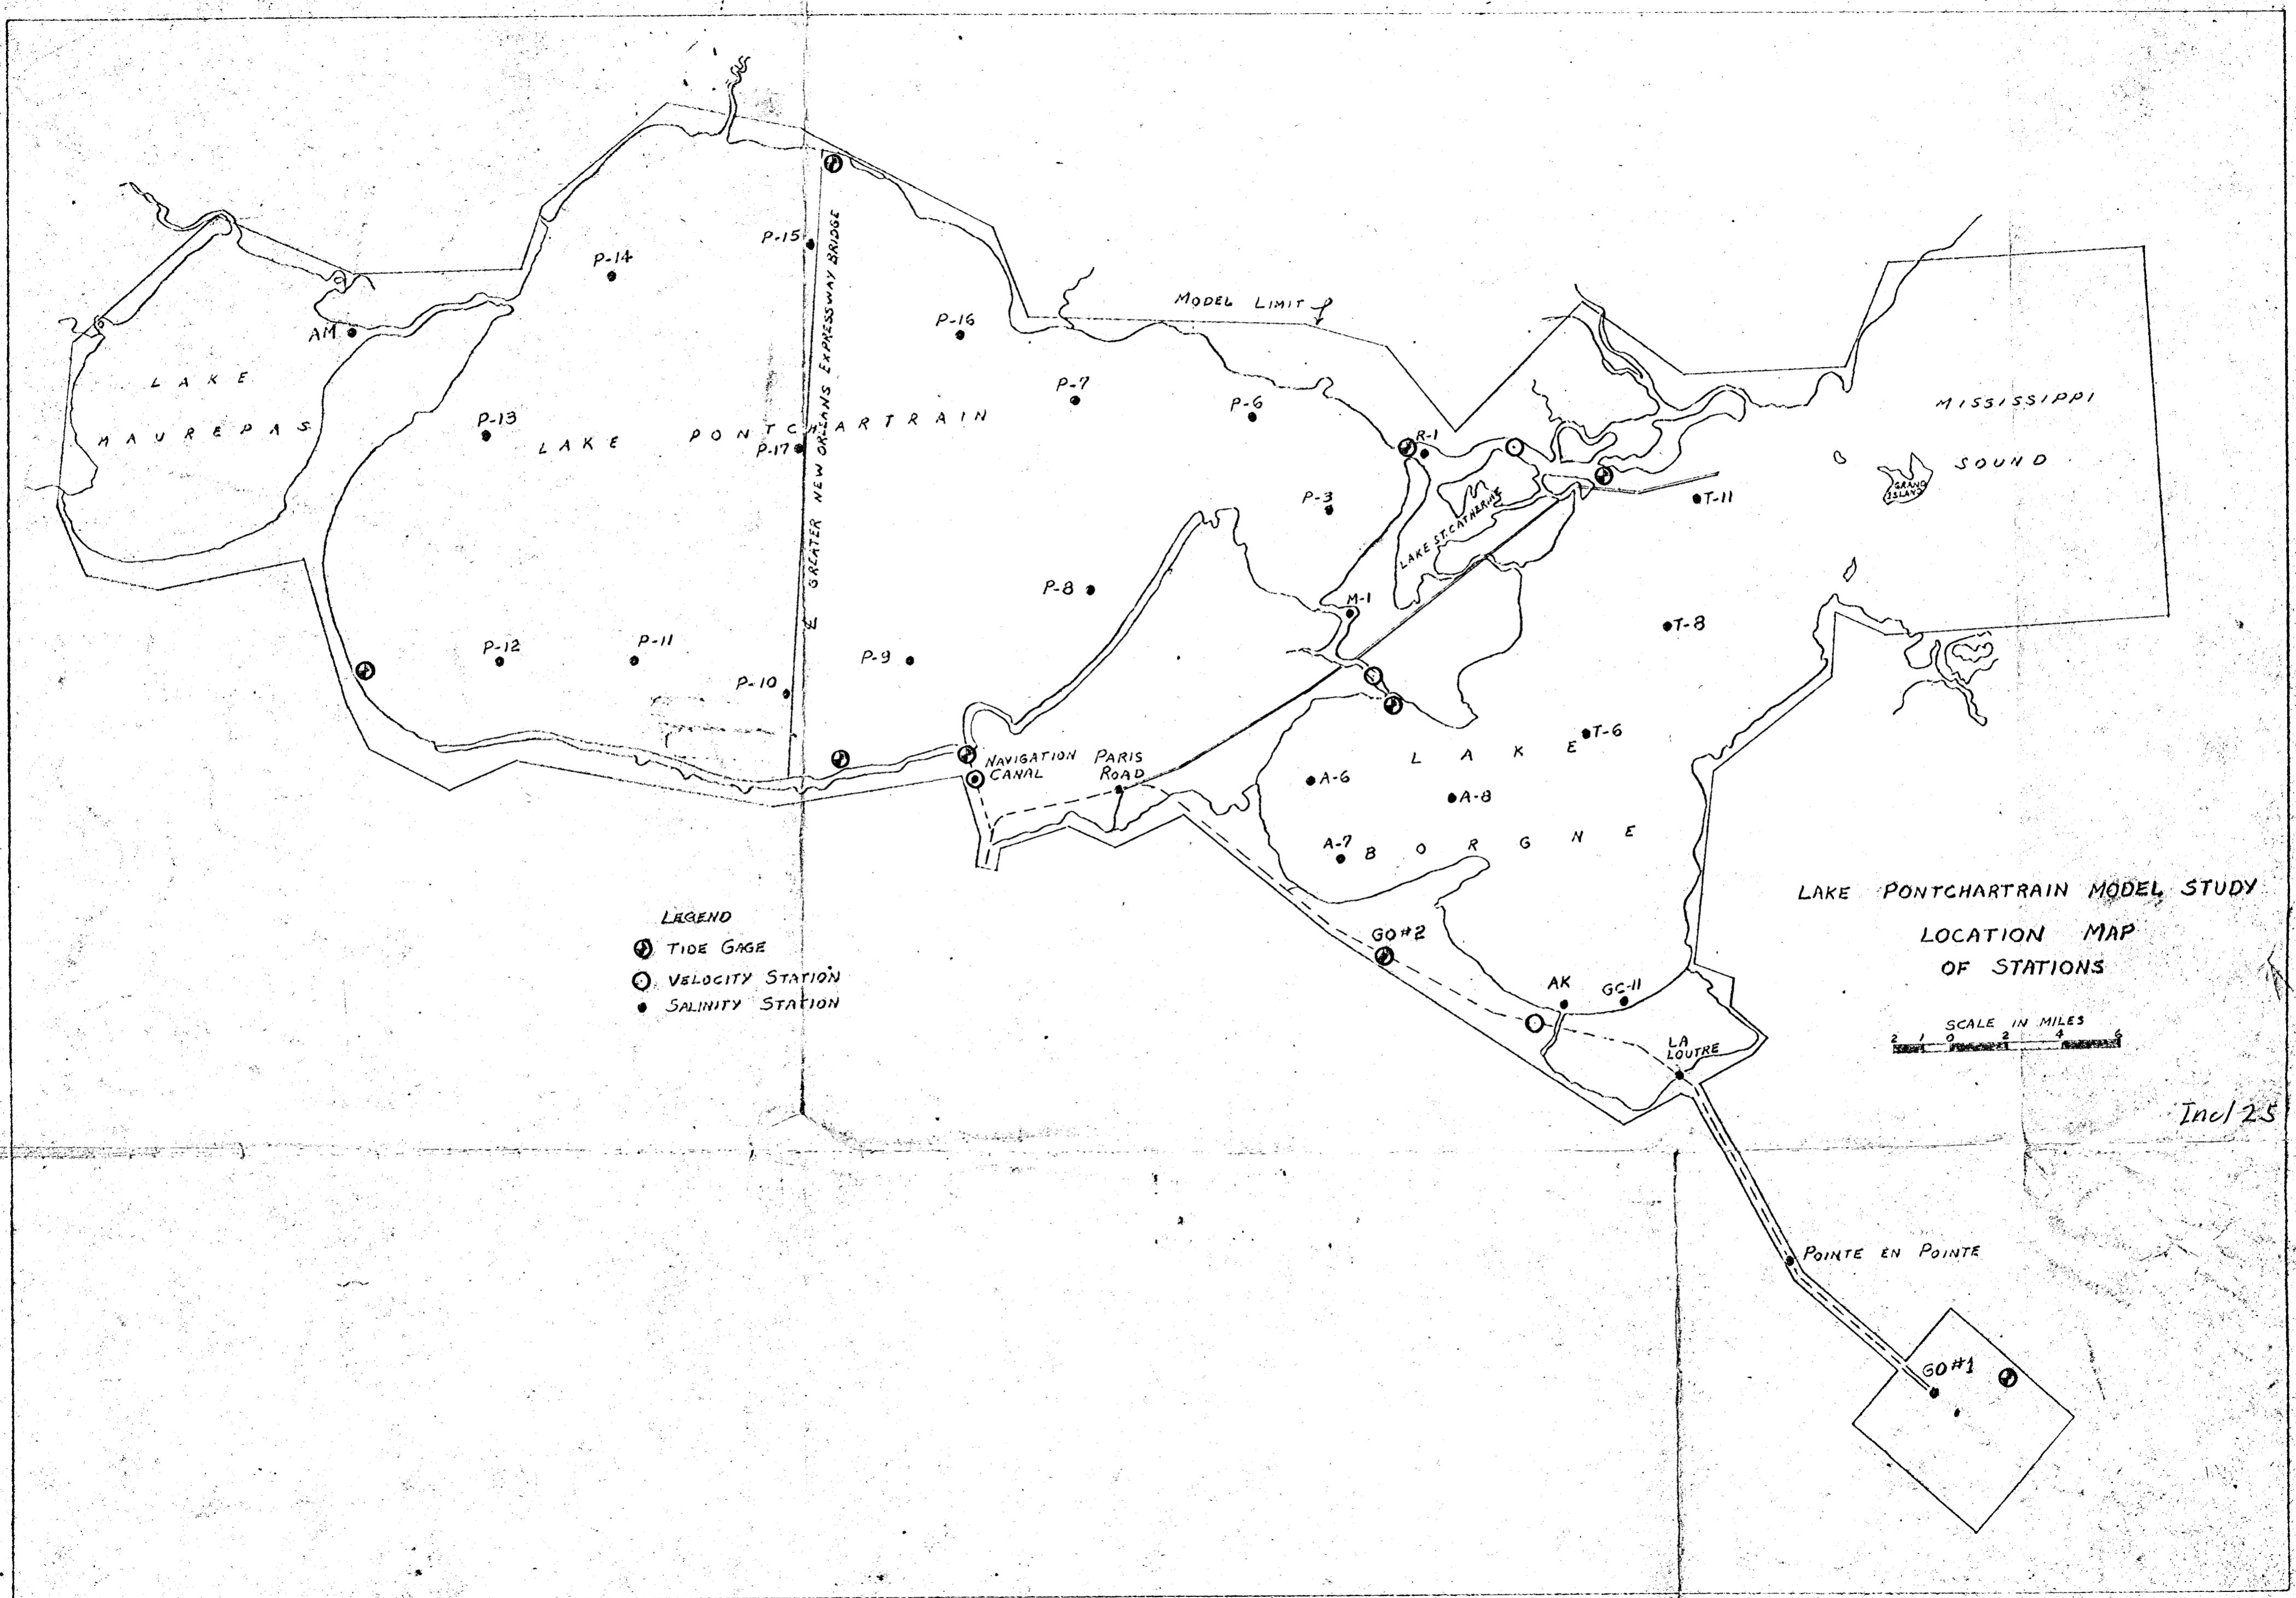 MODEL LIMIT
P-15
P-14
P-16
AM
P-7
P-6
P-13
P-17
LAKE
MAUREPAS
LAKE PONTCHARTRAIN
℄ GREATER NEW ORLEANS EXPRESSWAY BRIDGE
R-1
P-3
LAKE ST. CATHERINE
MISSISSIPPI
SOUND
GRAND
ISLAND
T-11
P-8
M-1
T-8
P-12
P-11
P-10
P-9
NAVIGATION
CANAL
PARIS
ROAD
T-6
A-6
A-8
A-7
LAKE
BORGNE
LEGEND
TIDE GAGE
VELOCITY STATION
SALINITY STATION
GO#2
AK
GC-11
LA
LOUTRE
LAKE PONTCHARTRAIN MODEL STUDY
LOCATION MAP
OF STATIONS
SCALE IN MILES
2 1 0 2 4 6
Incl 25
POINTE EN POINTE
GO#1